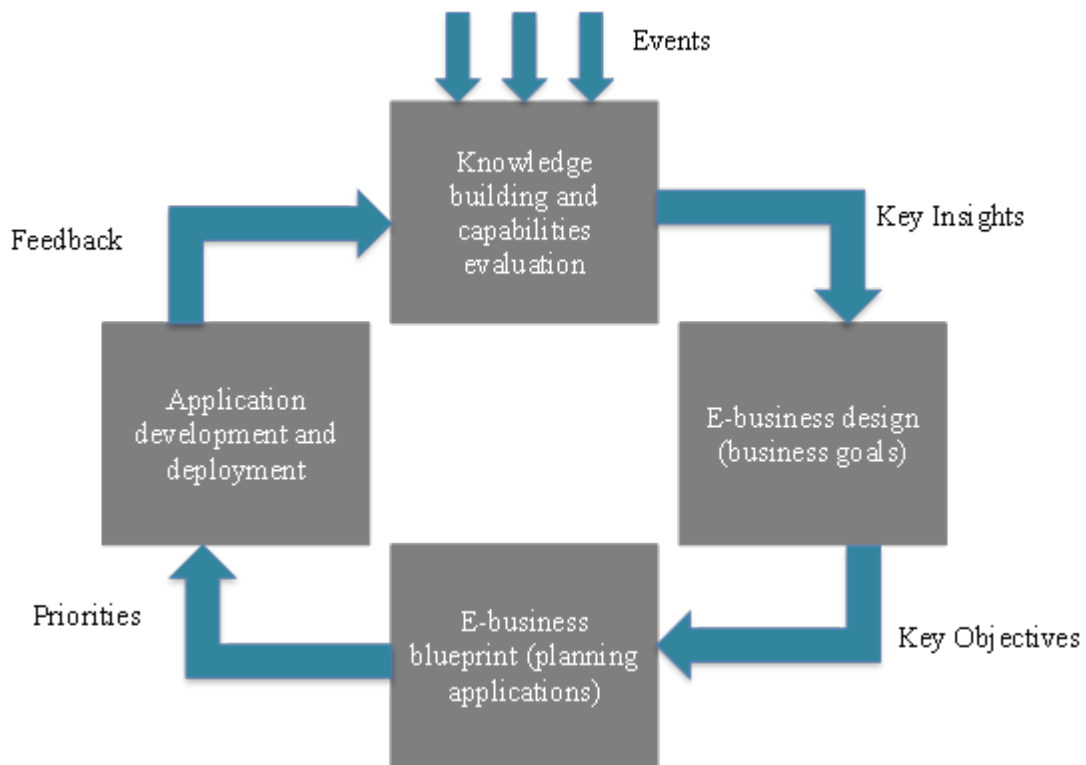 Events
Knowledge
building and
capabilities
evaluation
Key Insights
Feedback
Application
development and
deployment
E-business design
(business goals)
Priorities
E-business
blueprint (planning
applications)
Key Objectives